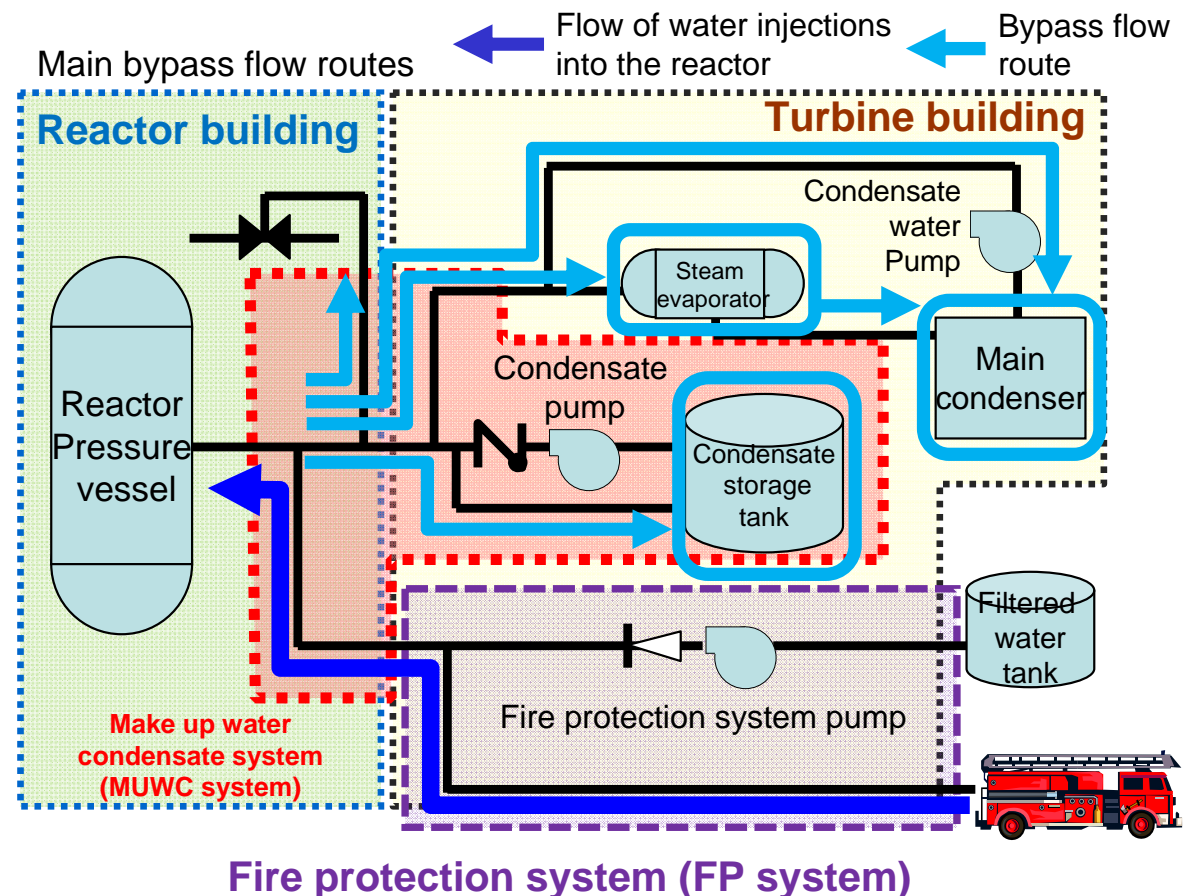 Flow of water injections
into the reactor
Bypass flow
route
Main bypass flow routes
Reactor building
Turbine building
Condensate
water
Pump
Steam
evaporator
Main
condenser
Condensate
pump
Reactor
Pressure
vessel
Condensate
storage
tank
Filtered
water
tank
Fire protection system pump
Make up water
condensate system
(MUWC system)
Fire protection system (FP system)